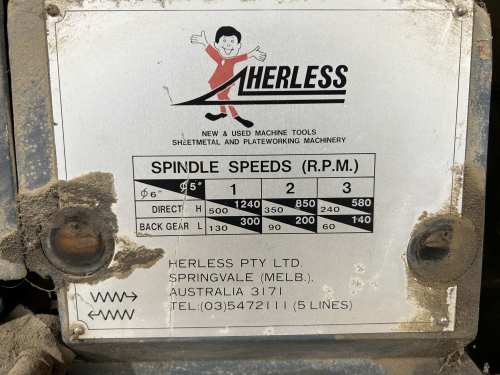 HERLESS
NEW & USED MACHINE TOOLS
SHEETMETAL AND PLATEWORKING MACHINERY
SPINDLE SPEEDS (R.P.M.)
ϕ6" ϕ5" 1 2 3
DIRECT H 500 1240 350 850 240 580
BACK GEAR L 130 300 90 200 60 140
HERLESS PTY LTD.
SPRINGVALE (MELB.),
AUSTRALIA 3171
TEL:(03)5472111 (5 LINES)